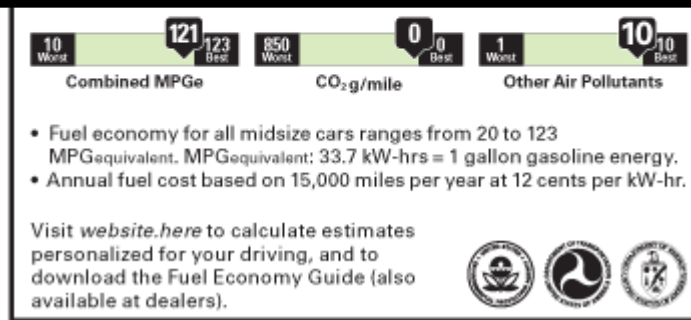 121
10
Worst
123
Best
Combined MPGe
0
850
Worst
0
Best
CO₂ g/mile
10
1
Worst
10
Best
Other Air Pollutants
• Fuel economy for all midsize cars ranges from 20 to 123
MPGequivalent. MPGequivalent: 33.7 kW-hrs = 1 gallon gasoline energy.
• Annual fuel cost based on 15,000 miles per year at 12 cents per kW-hr.
Visit website.here to calculate estimates
personalized for your driving, and to
download the Fuel Economy Guide (also
available at dealers).